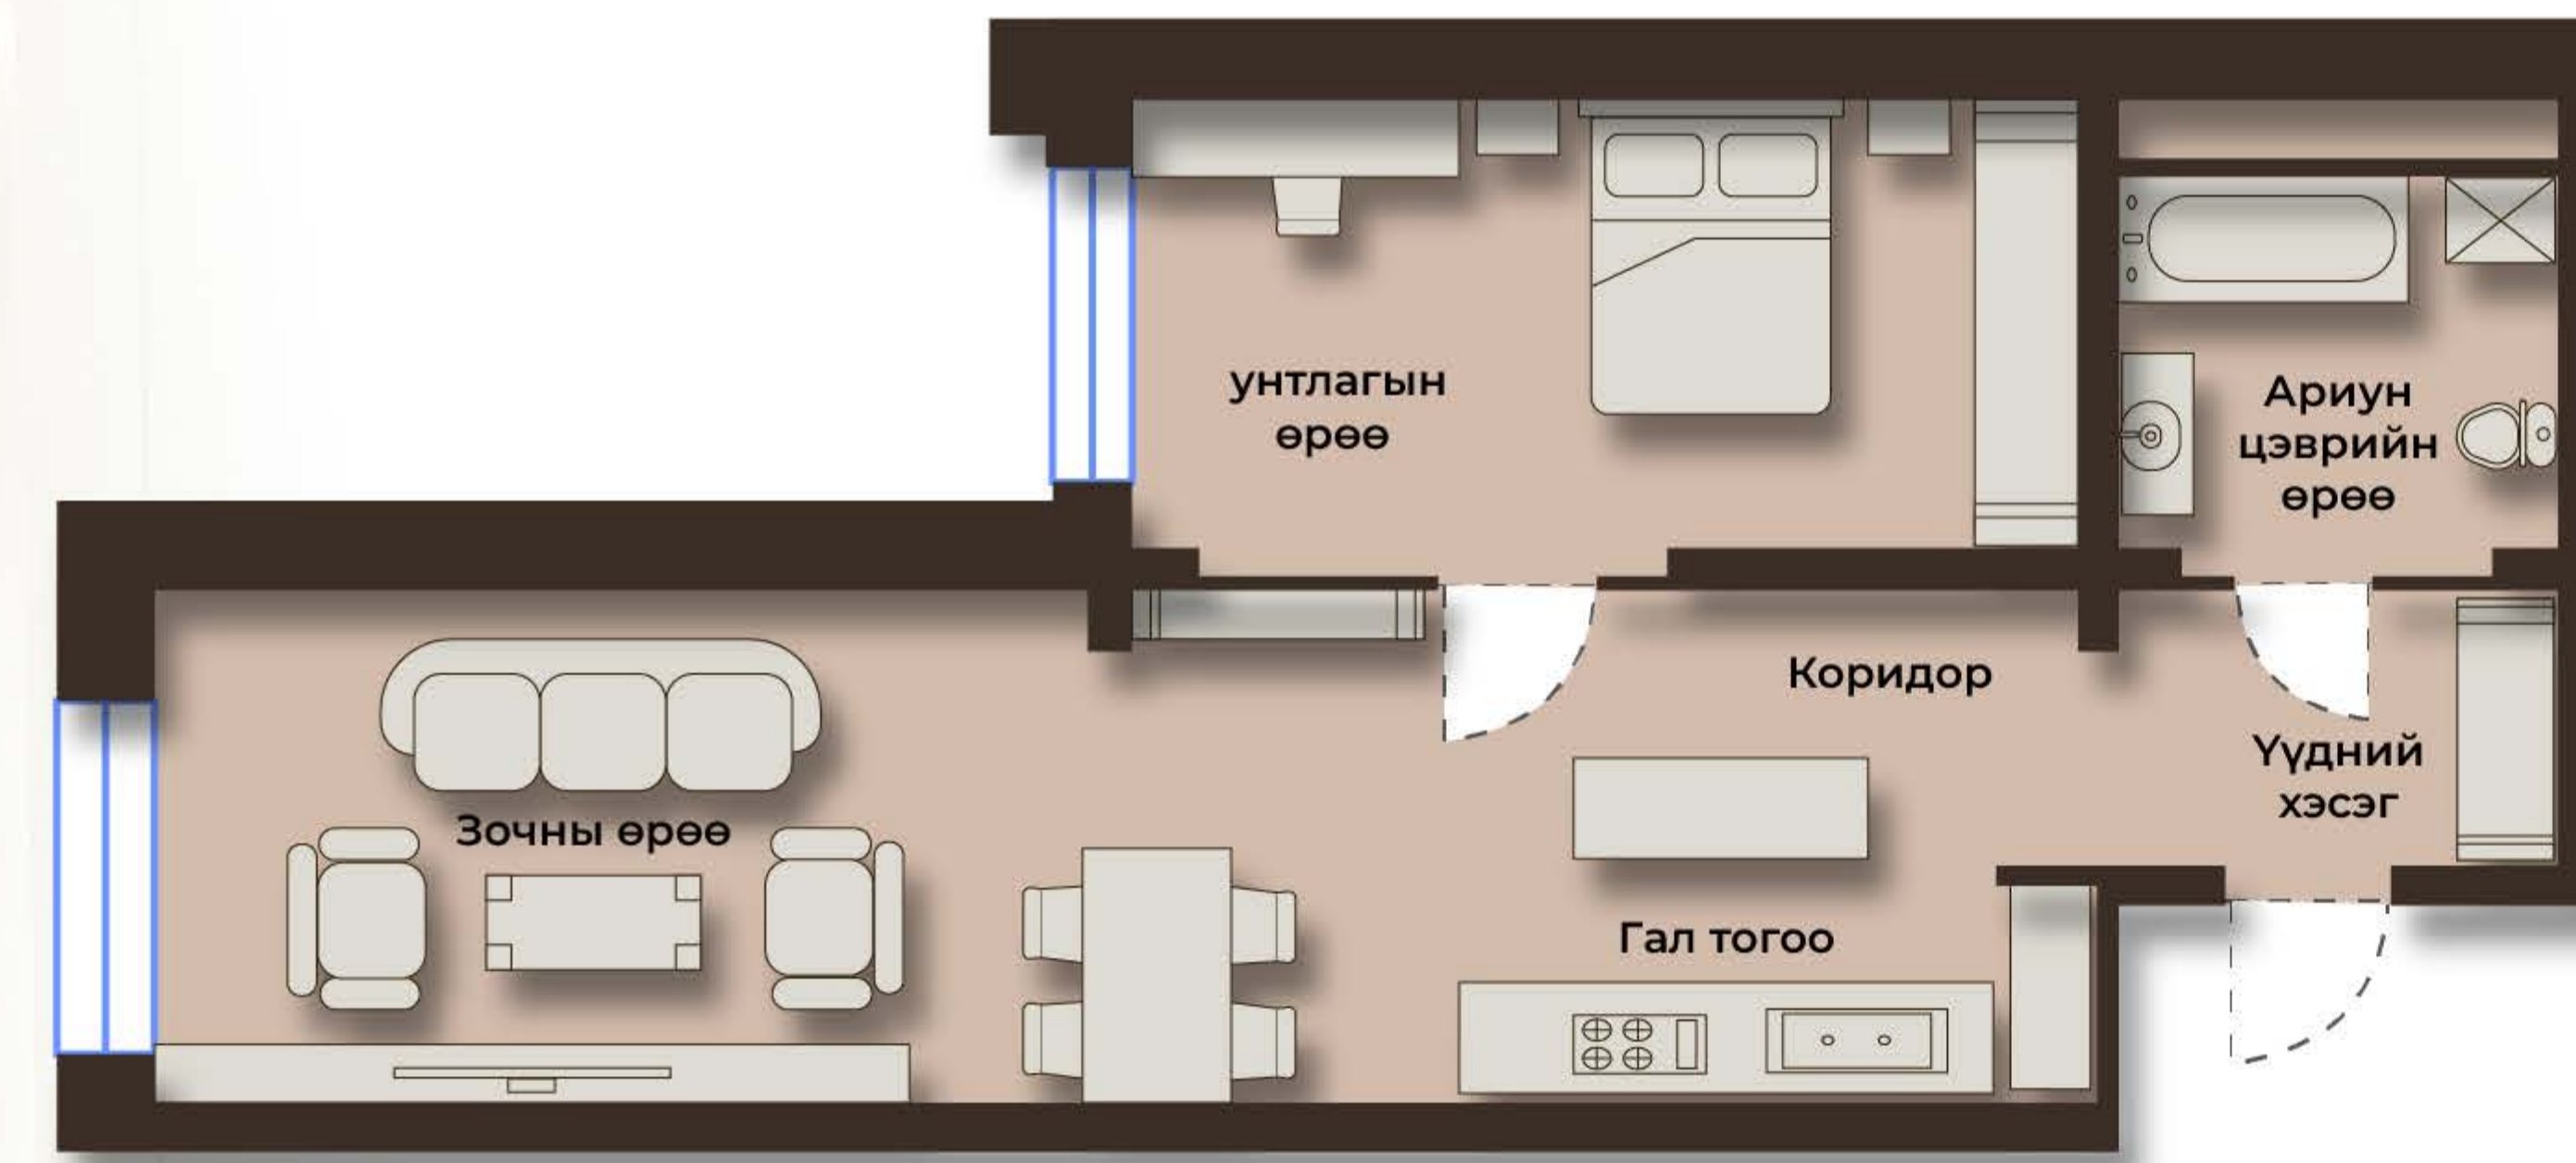 унтлагын
өрөө
Ариун
цэврийн
өрөө
Коридор
Үүдний
хэсэг
Зочны өрөө
Гал тогоо